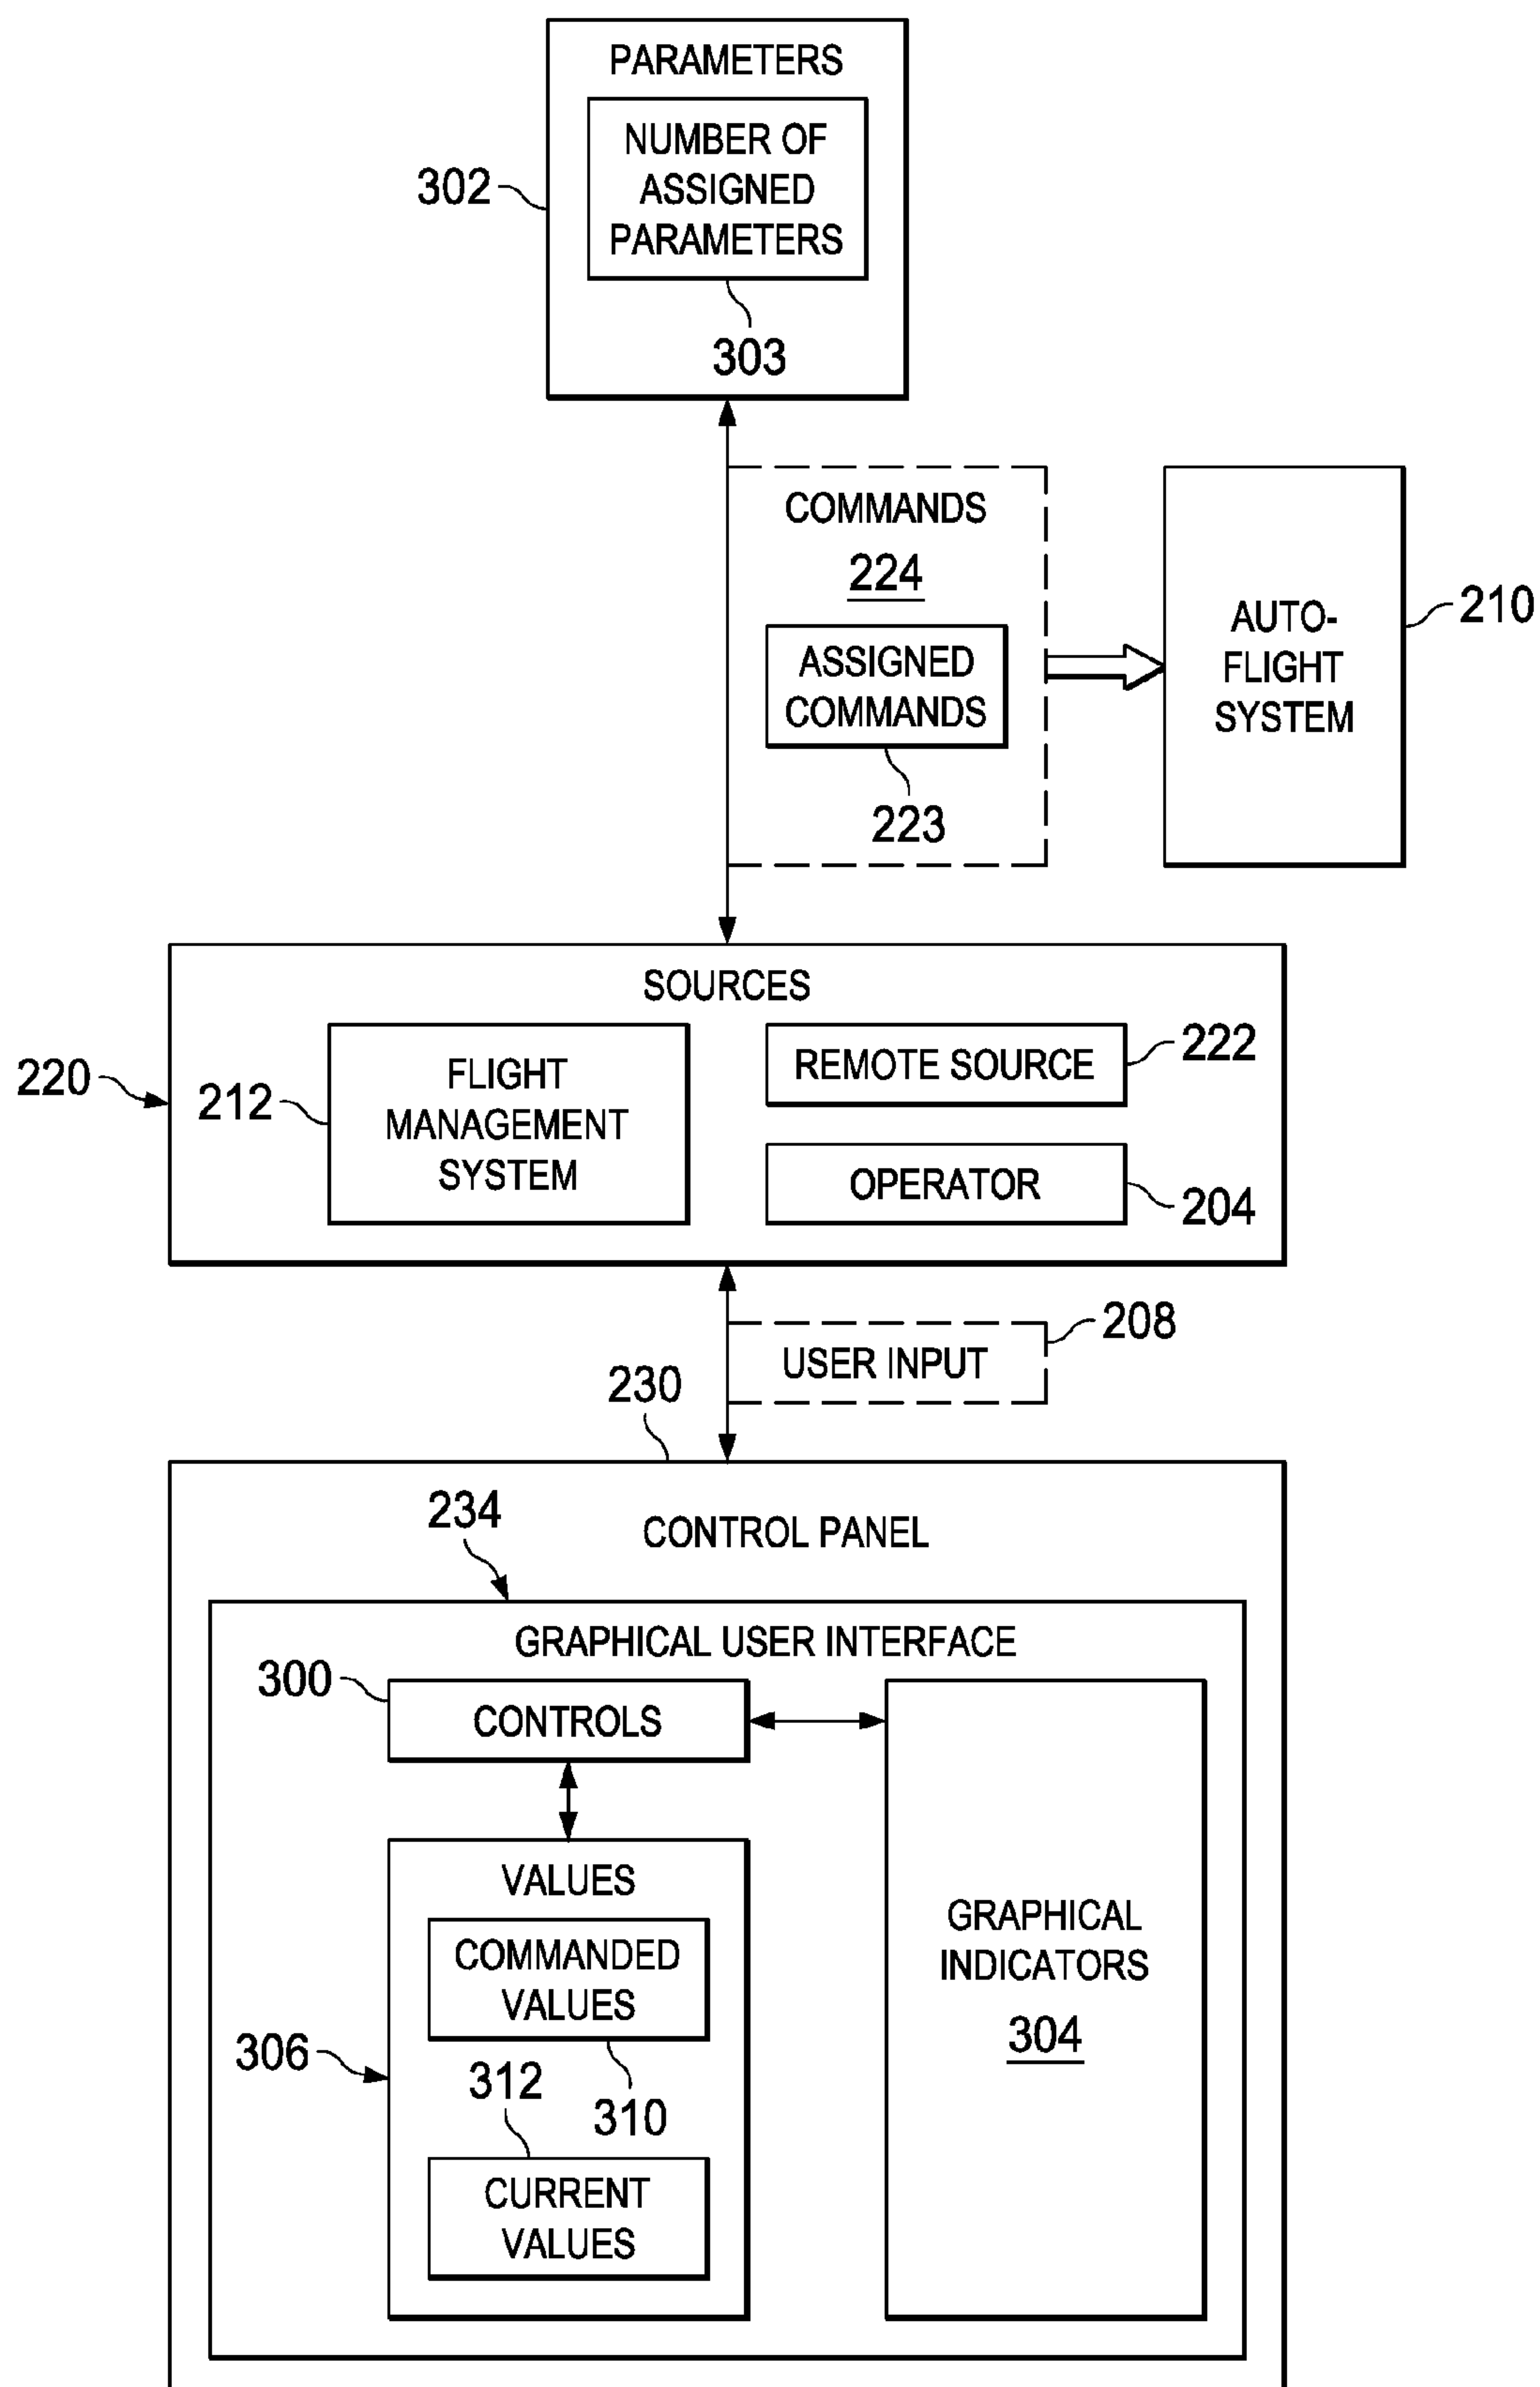 PARAMETERS
NUMBER OF
ASSIGNED
PARAMETERS
302
303
COMMANDS
224
ASSIGNED
COMMANDS
223
AUTO-
FLIGHT
SYSTEM
210
SOURCES
220
212
FLIGHT
MANAGEMENT
SYSTEM
REMOTE SOURCE
222
OPERATOR
204
USER INPUT
208
230
CONTROL PANEL
234
GRAPHICAL USER INTERFACE
300
CONTROLS
VALUES
COMMANDED
VALUES
306
310
312
CURRENT
VALUES
GRAPHICAL
INDICATORS
304